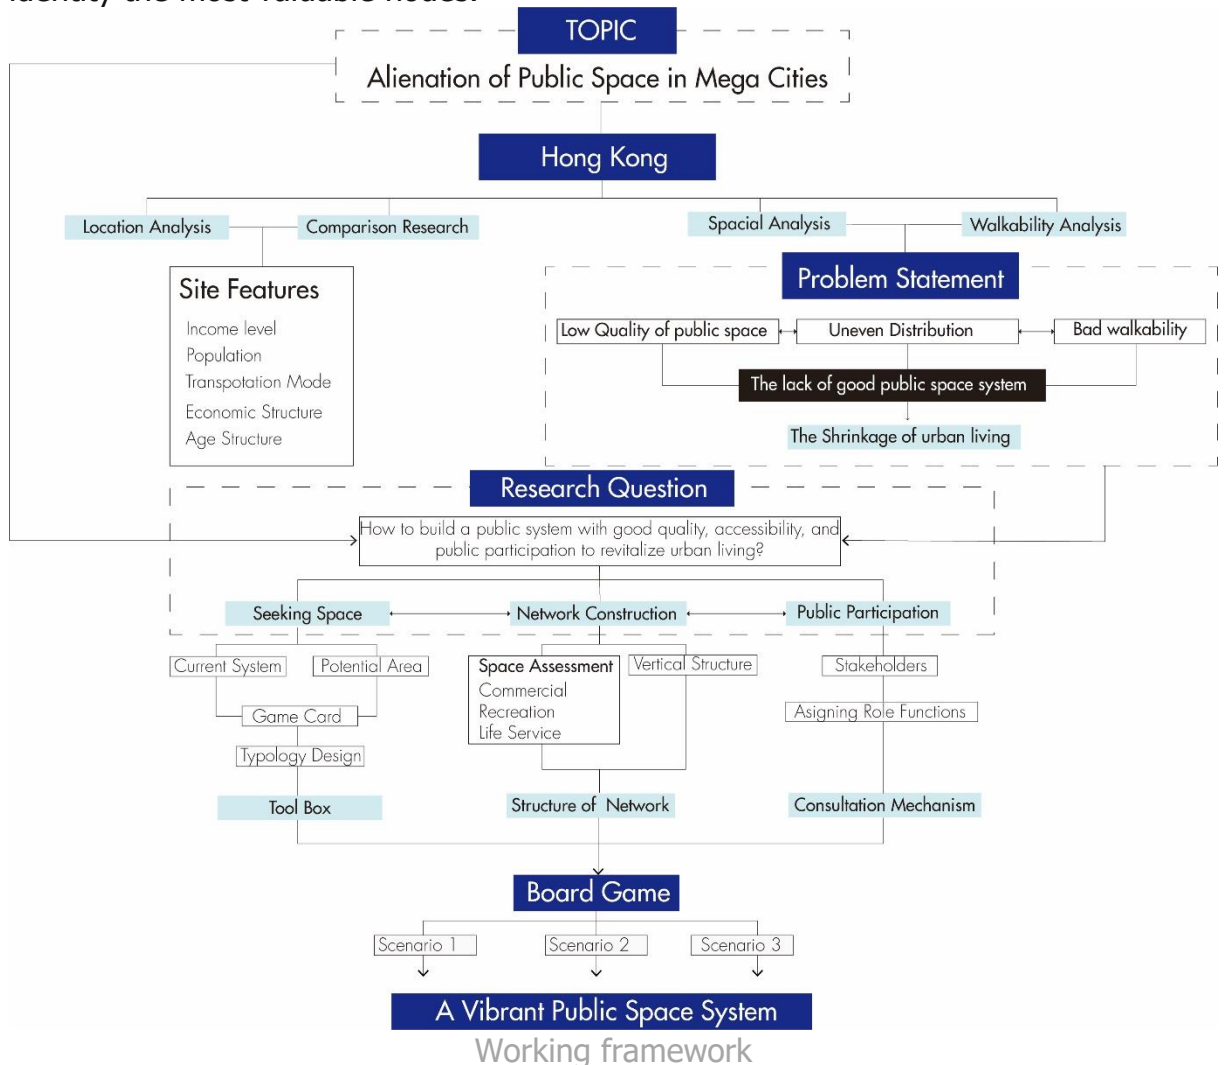 identify the most valuable nodes.
TOPIC
Alienation of Public Space in Mega Cities
Hong Kong
Location Analysis
Comparison Research
Spacial Analysis
Walkability Analysis
Site Features
Income level
Population
Transpotation Mode
Economic Structure
Age Structure
Problem Statement
Low Quality of public space
Uneven Distribution
Bad walkability
The lack of good public space system
The Shrinkage of urban living
Research Question
How to build a public system with good quality, accessibility, and
public participation to revitalize urban living?
Seeking Space
Network Construction
Public Participation
Current System
Potential Area
Game Card
Typology Design
Tool Box
Space Assessment
Commercial
Recreation
Life Service
Vertical Structure
Structure of Network
Stakeholders
Asigning Role Functions
Consultation Mechanism
Board Game
Scenario 1
Scenario 2
Scenario 3
A Vibrant Public Space System
Working framework